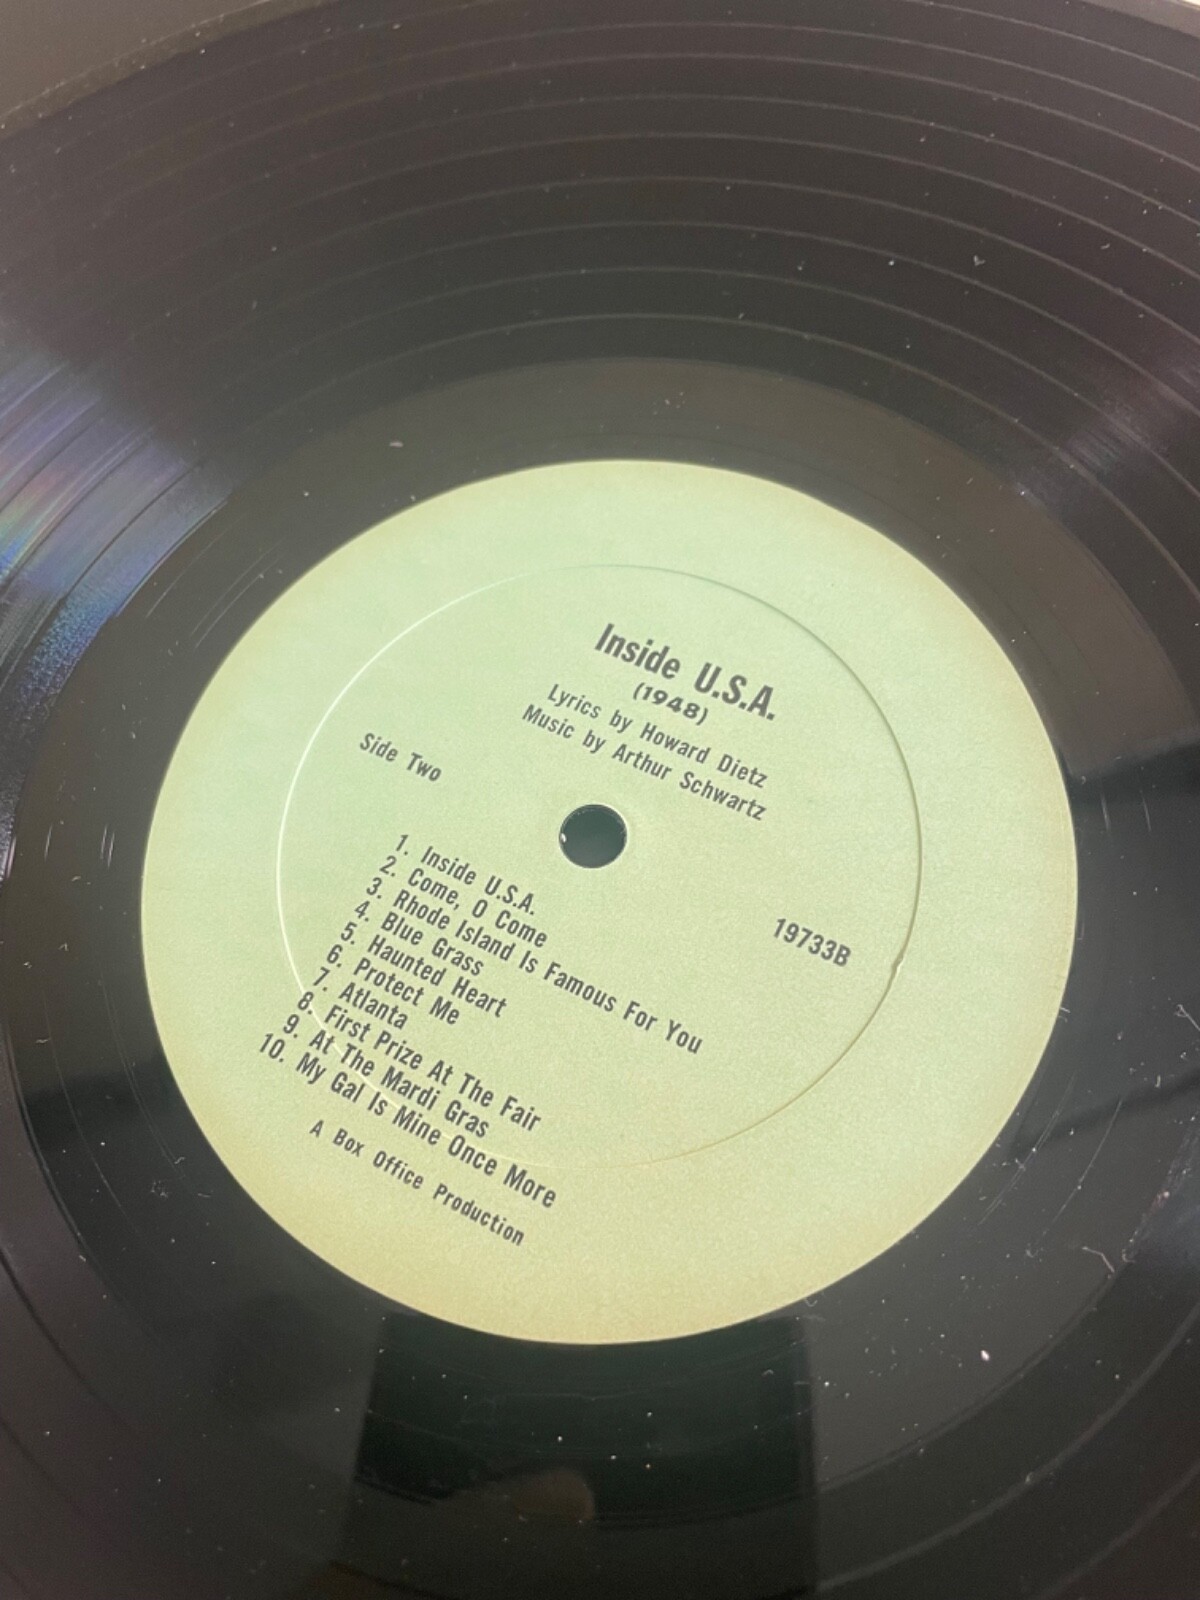 Inside U.S.A.
(1948)
Lyrics by Howard Dietz
Music by Arthur Schwartz
Side Two
19733B
1. Inside U.S.A.
2. Come, O Come
3. Rhode Island Is Famous For You
4. Blue Grass
5. Haunted Heart
6. Protect Me
7. Atlanta
8. First Prize At The Fair
9. At The Mardi Gras
10. My Gal Is Mine Once More
A Box Office Production